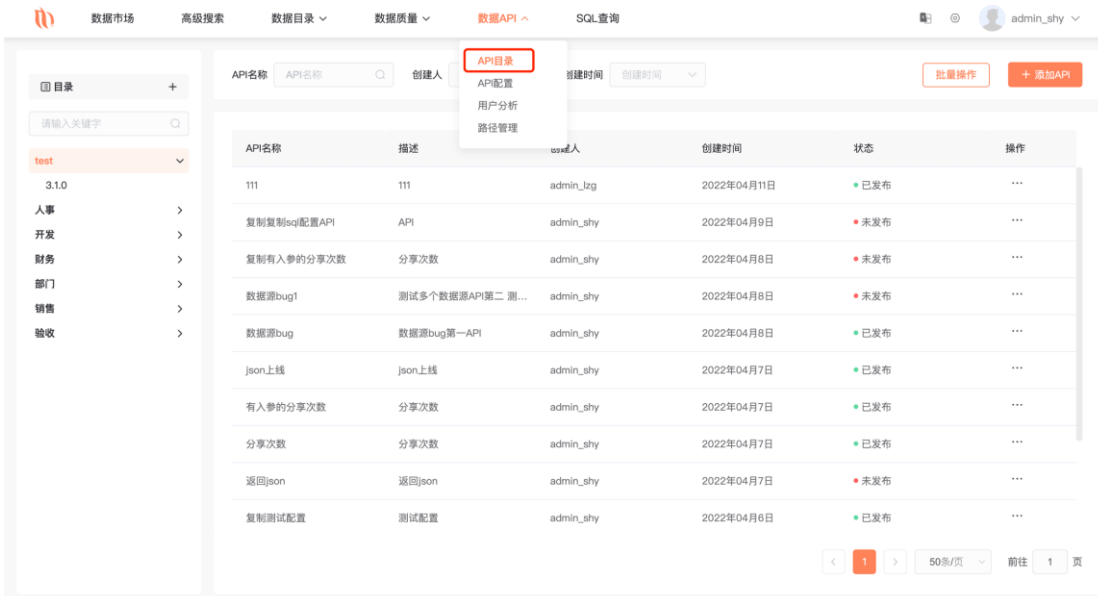 数据市场 高级搜索 数据目录 数据质量 数据API SQL查询 admin_shy
API目录
API配置
用户分析
路径管理
目录 +
请输入关键字
test
3.1.0
人事
开发
财务
部门
销售
验收
API名称 API名称 创建人 创建时间 创建时间 批量操作 + 添加API
API名称 描述 创建人 创建时间 状态 操作
111 111 admin_lzg 2022年04月11日 已发布 ...
复制复制sql配置API API admin_shy 2022年04月9日 未发布 ...
复制有入参的分享次数 分享次数 admin_shy 2022年04月8日 未发布 ...
数据源bug1 测试多个数据源API第二 测... admin_shy 2022年04月8日 未发布 ...
数据源bug 数据源bug第一API admin_shy 2022年04月8日 已发布 ...
json上线 json上线 admin_shy 2022年04月7日 已发布 ...
有入参的分享次数 分享次数 admin_shy 2022年04月7日 已发布 ...
分享次数 分享次数 admin_shy 2022年04月7日 已发布 ...
返回json 返回json admin_shy 2022年04月7日 未发布 ...
复制测试配置 测试配置 admin_shy 2022年04月6日 已发布 ...
1 50条/页 前往 1 页